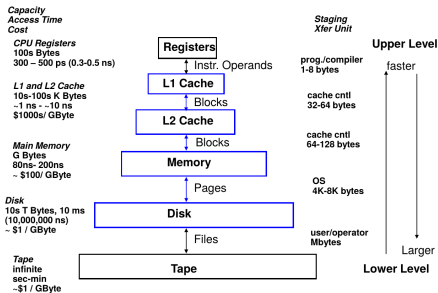 Capacity
Access Time
Cost
Staging
Xfer Unit
CPU Registers
100s Bytes
300 – 500 ps (0.3-0.5 ns)
Registers
Upper Level
Instr. Operands
prog./compiler
1-8 bytes
faster
L1 and L2 Cache
10s-100s K Bytes
~1 ns - ~10 ns
$1000s/ GByte
L1 Cache
Blocks
cache cntl
32-64 bytes
L2 Cache
Blocks
cache cntl
64-128 bytes
Main Memory
G Bytes
80ns- 200ns
~ $100/ GByte
Memory
Pages
OS
4K-8K bytes
Disk
10s T Bytes, 10 ms
(10,000,000 ns)
~ $1 / GByte
Disk
Files
user/operator
Mbytes
Larger
Tape
infinite
sec-min
~$1 / GByte
Tape
Lower Level